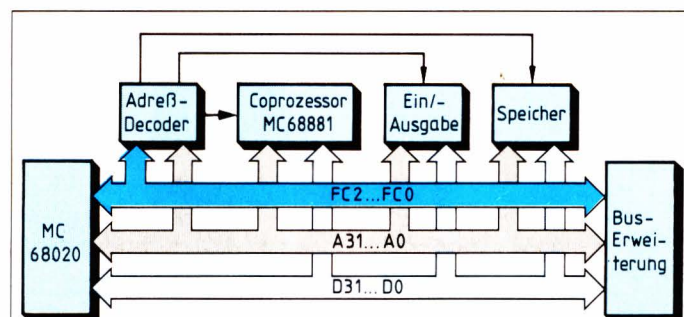 Adreß-
Decoder
Coprozessor
MC68881
Ein/-
Ausgabe
Speicher
MC
68020
FC2...FC0
A31...A0
D31...D0
Bus-
Erwei-
terung